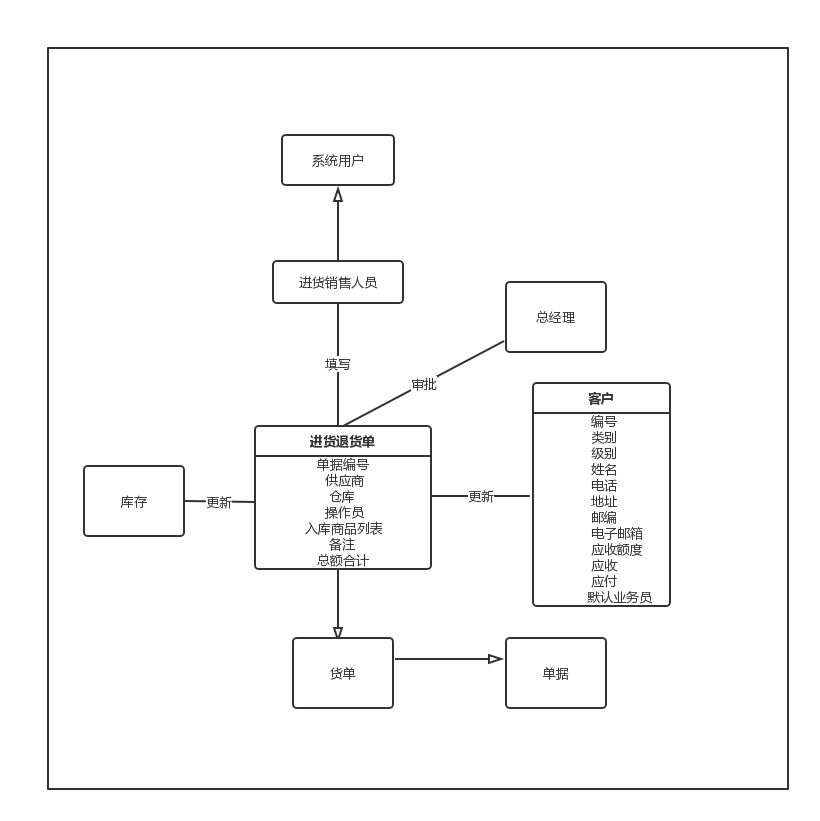 系统用户
进货销售人员
总经理
填写
审批
客户
编号
类别
级别
姓名
电话
地址
邮编
电子邮箱
应收额度
应收
应付
默认业务员
进货退货单
单据编号
供应商
仓库
操作员
入库商品列表
备注
总额合计
库存
更新
更新
货单
单据